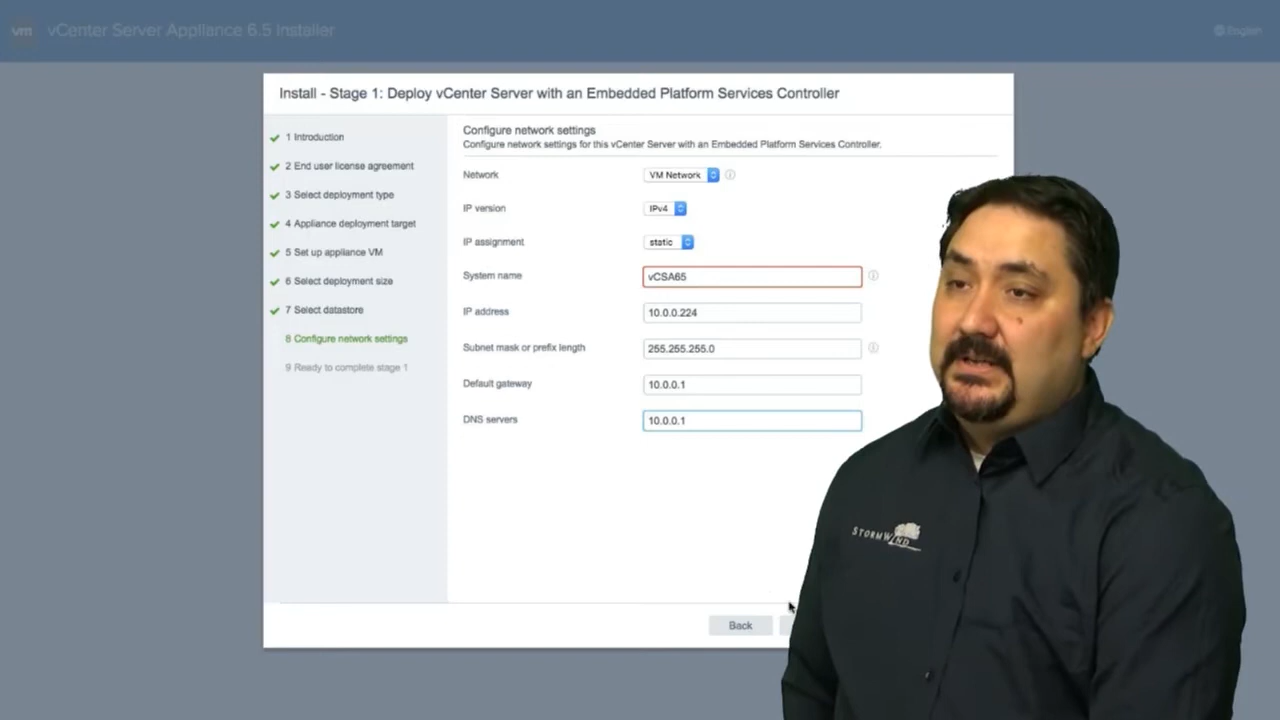 vm vCenter Server Appliance 6.5 Installer
English
Install - Stage 1: Deploy vCenter Server with an Embedded Platform Services Controller
1 Introduction
2 End user license agreement
3 Select deployment type
4 Appliance deployment target
5 Set up appliance VM
6 Select deployment size
7 Select datastore
8 Configure network settings
9 Ready to complete stage 1
Configure network settings
Configure network settings for this vCenter Server with an Embedded Platform Services Controller.
Network VM Network
IP version IPv4
IP assignment static
System name vCSA65
IP address 10.0.0.224
Subnet mask or prefix length 255.255.255.0
Default gateway 10.0.0.1
DNS servers 10.0.0.1
Back
STORMWIND